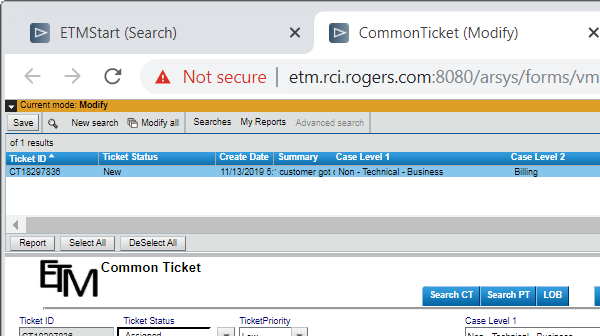 ETMStart (Search) × CommonTicket (Modify)
Not secure etm.rci.rogers.com:8080/arsys/forms/vm
Current mode: Modify
Save New search Modify all Searches My Reports Advanced search
of 1 results
Ticket ID Ticket Status Create Date Summary Case Level 1 Case Level 2
CT18297836 New 11/13/2019 5:1 customer got Non - Technical - Business Billing
Report Select All DeSelect All
ETM Common Ticket
Search CT Search PT LOB
Ticket ID Ticket Status TicketPriority Case Level 1
CT18297836 Assigned Low Non - Technical - Business